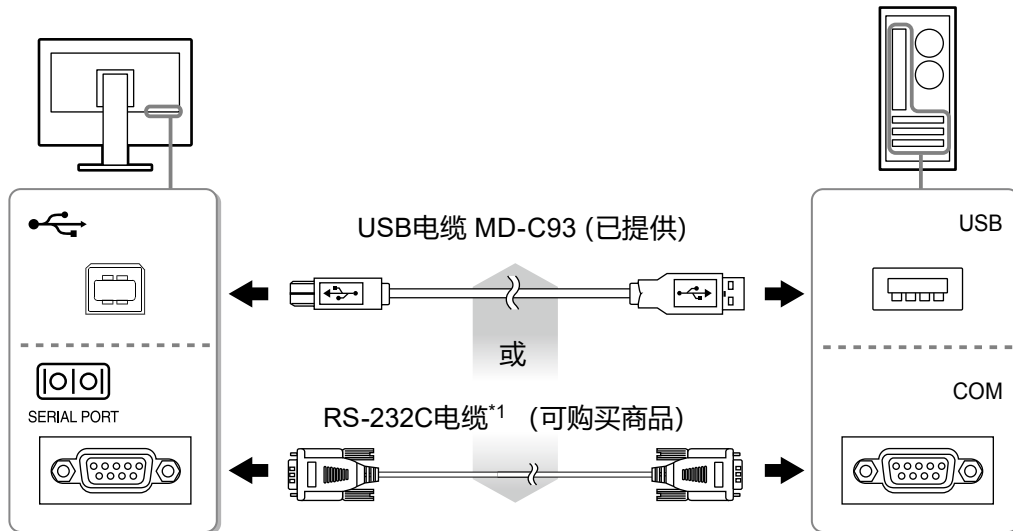 USB电缆 MD-C93 (已提供)
USB
或
COM
SERIAL PORT
RS-232C电缆*1 (可购买商品)